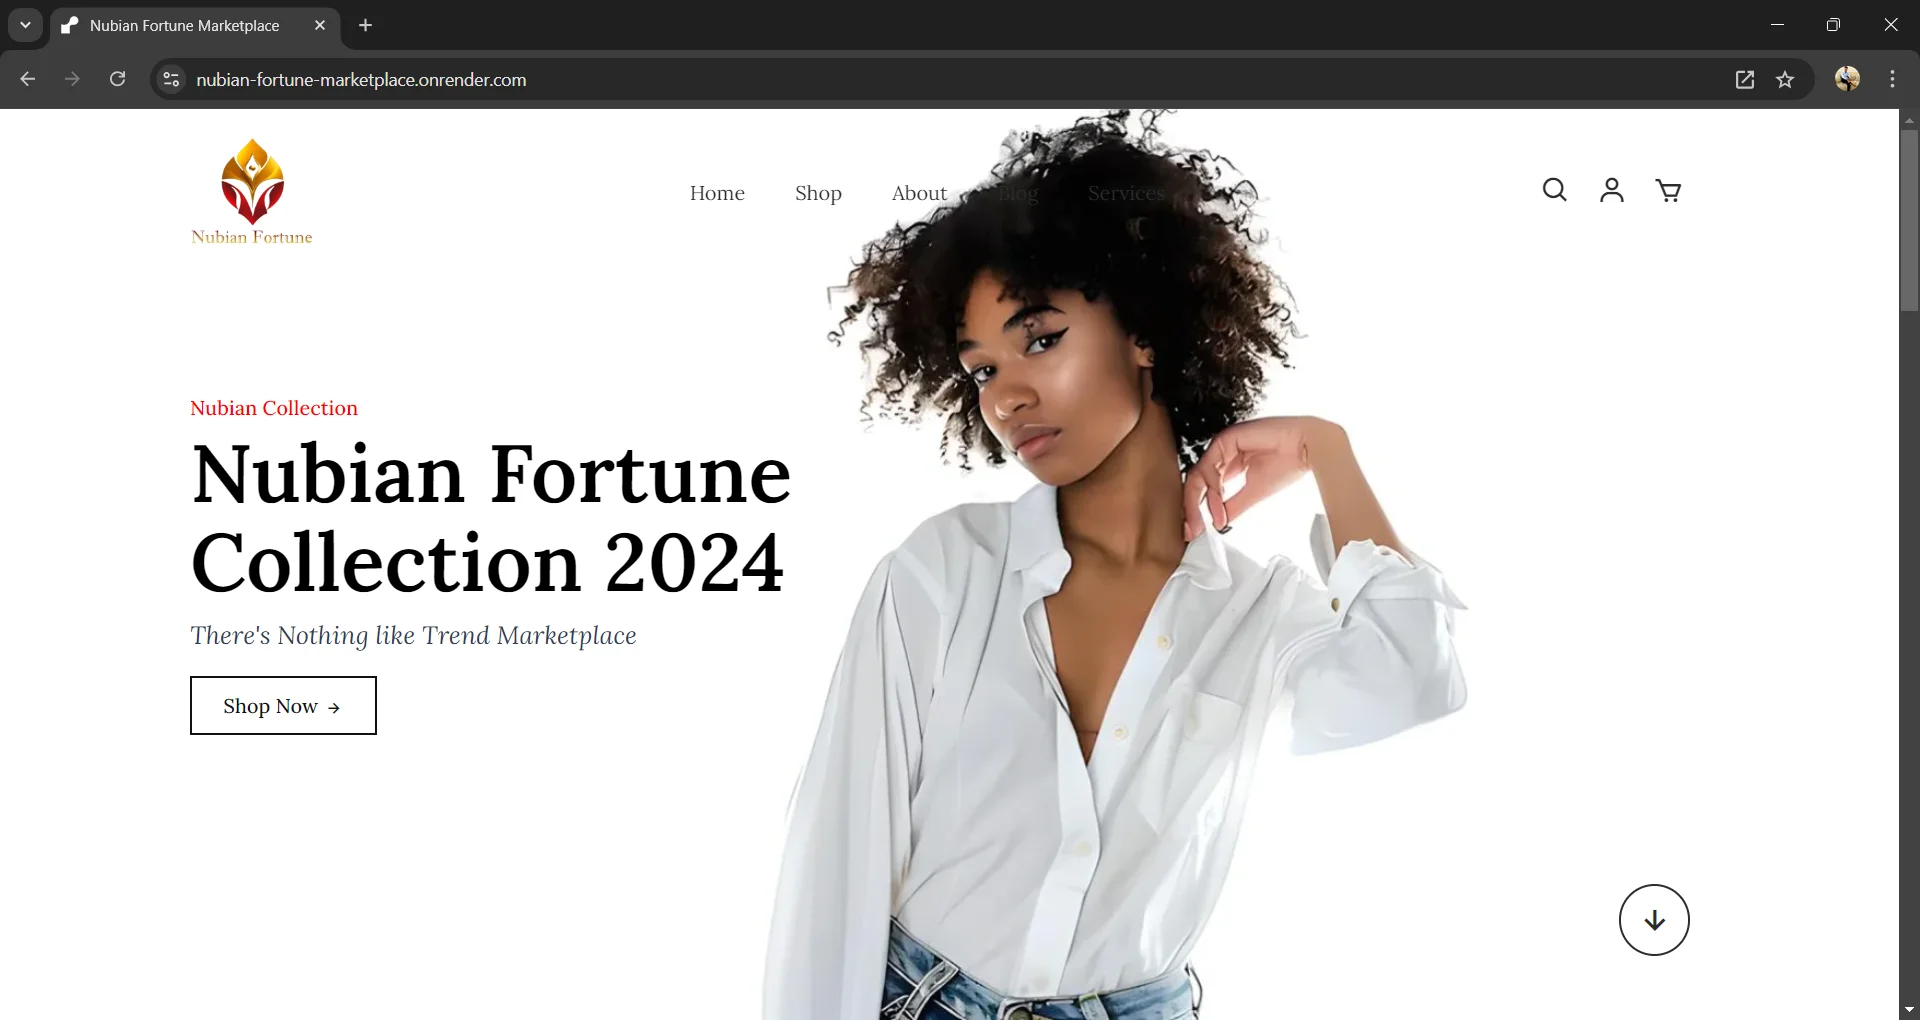 Nubian Fortune Marketplace
nubian-fortune-marketplace.onrender.com
Nubian Fortune
Home Shop About Blog Services
Nubian Collection
Nubian Fortune
Collection 2024
There's Nothing like Trend Marketplace
Shop Now →